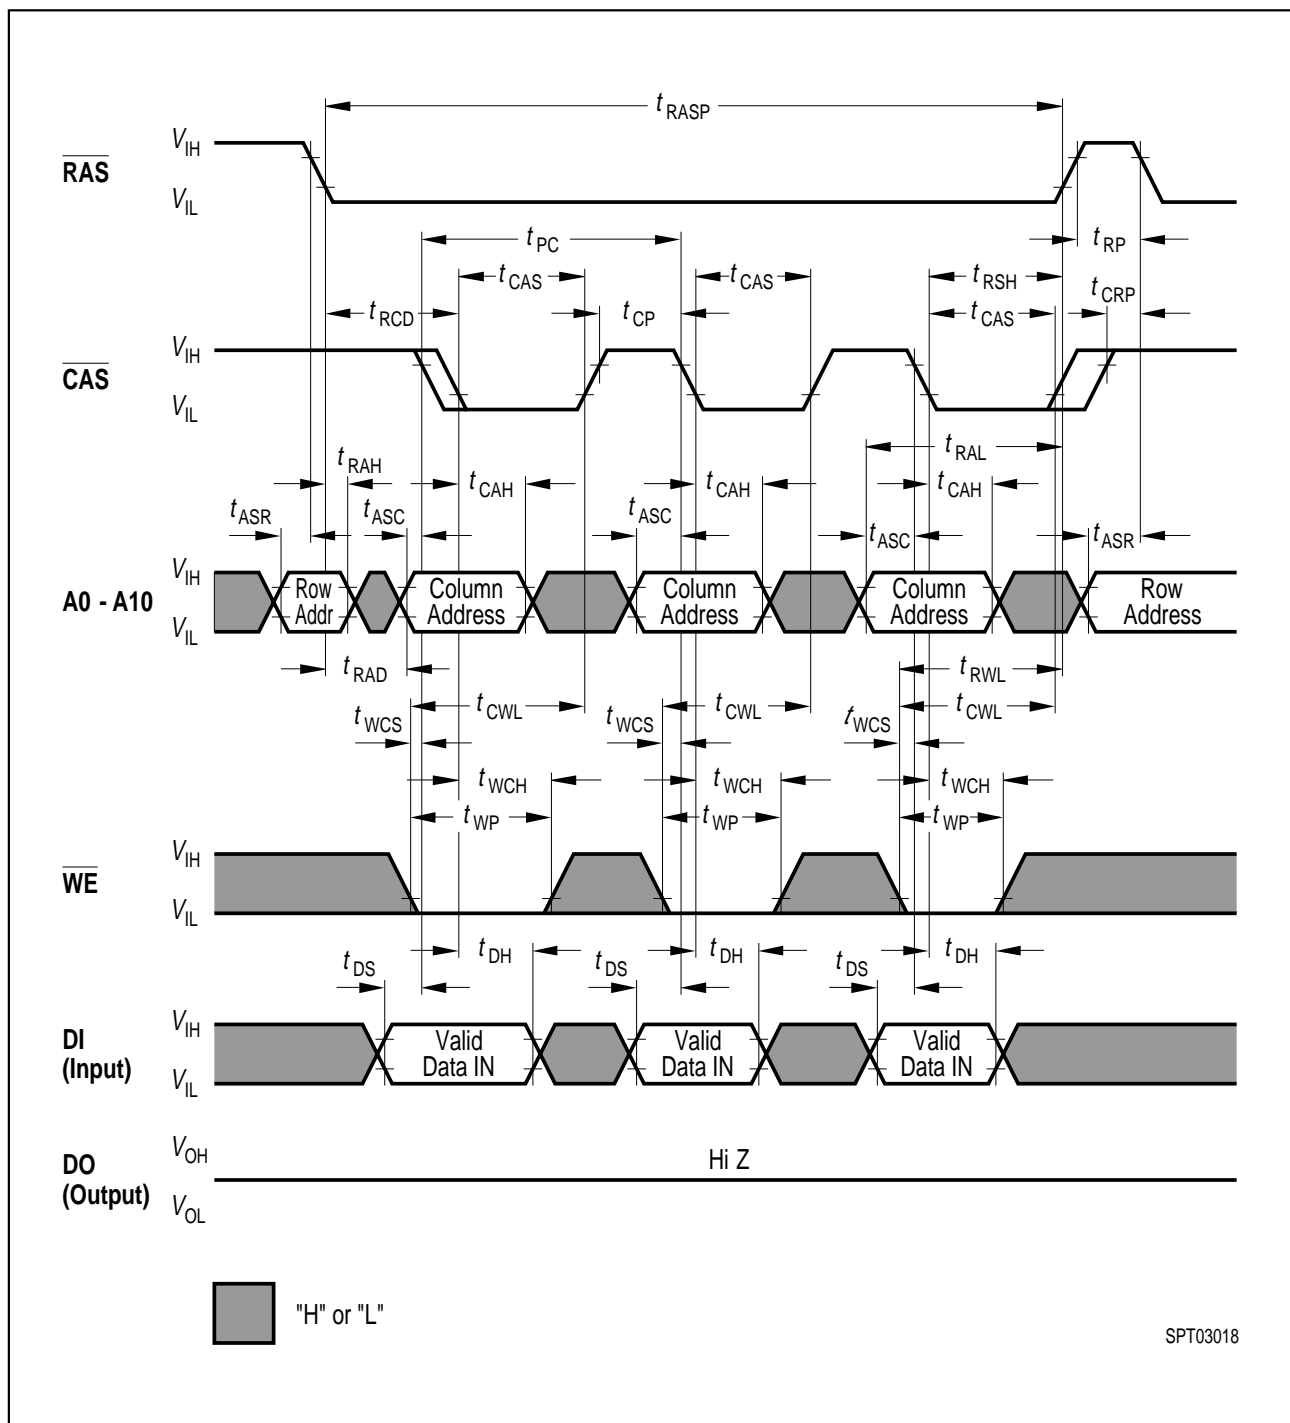 tRASP
VIH
RAS
VIL
tPC
tRP
tCAS
tCAS
tRSH
tCRP
tRCD
tCP
tCAS
VIH
CAS
VIL
tRAL
tRAH
tCAH
tCAH
tCAH
tASR
tASC
tASC
tASC
tASR
VIH
A0 - A10
Row Addr
Column Address
Column Address
Column Address
Row Address
VIL
tRAD
tRWL
tWCS
tCWL
tWCS
tCWL
tWCS
tCWL
tWCH
tWCH
tWCH
tWP
tWP
tWP
VIH
WE
VIL
tDH
tDH
tDH
tDS
tDS
tDS
VIH
DI
(Input)
Valid Data IN
Valid Data IN
Valid Data IN
VIL
VOH
DO
(Output)
Hi Z
VOL
"H" or "L"
SPT03018